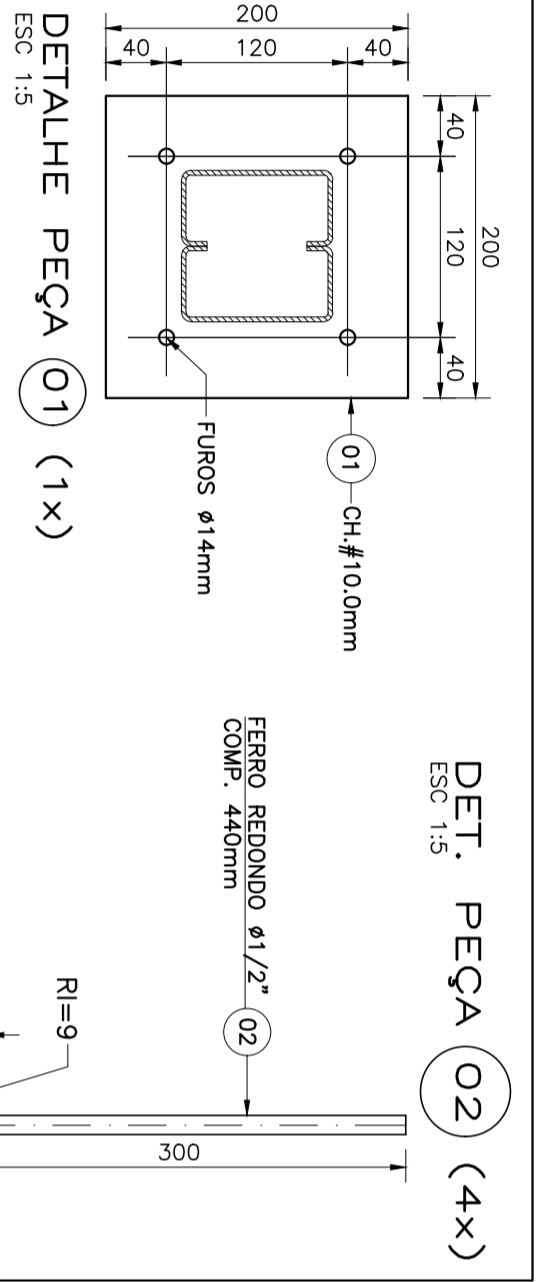 200
40
120
40
40
120
40
200
01
CH.#10.0mm
FUROS ø14mm
DETALHE PEÇA 01 (1x)
ESC 1:5
DET. PEÇA 02 (4x)
ESC 1:5
FERRO REDONDO ø1/2"
COMP. 440mm
02
RI=9
300